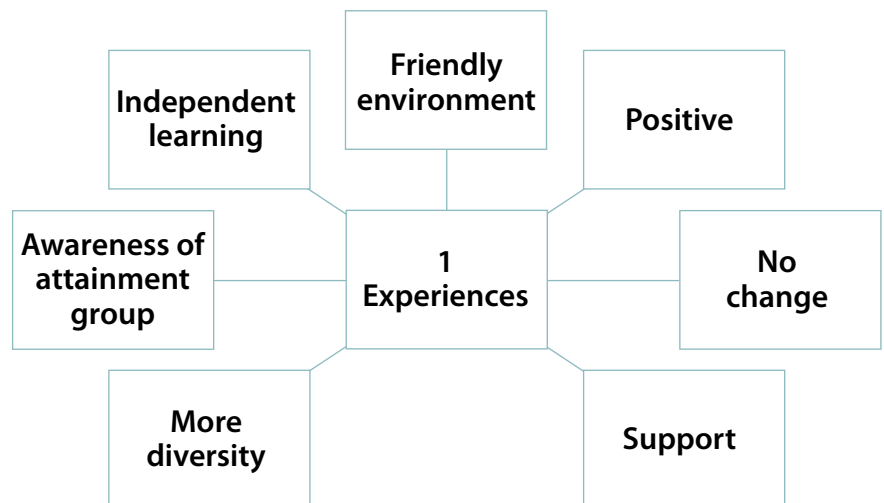 Friendly
environment
Independent
learning
Positive
Awareness of
attainment
group
1
Experiences
No
change
More
diversity
Support